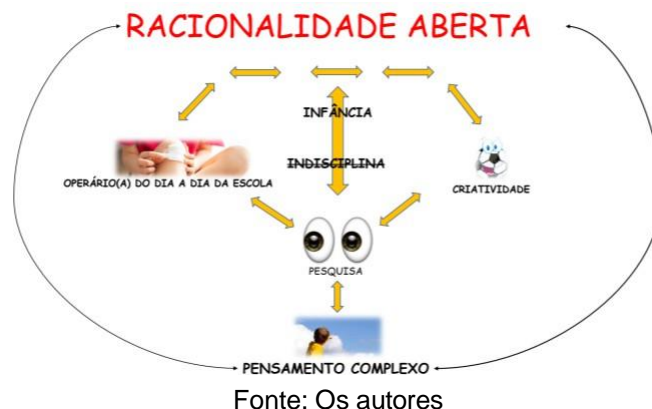 RACIONALIDADE ABERTA
INFÂNCIA
INDISCIPLINA
OPERÁRIO(A) DO DIA A DIA DA ESCOLA
CRIATIVIDADE
PESQUISA
PENSAMENTO COMPLEXO
Fonte: Os autores